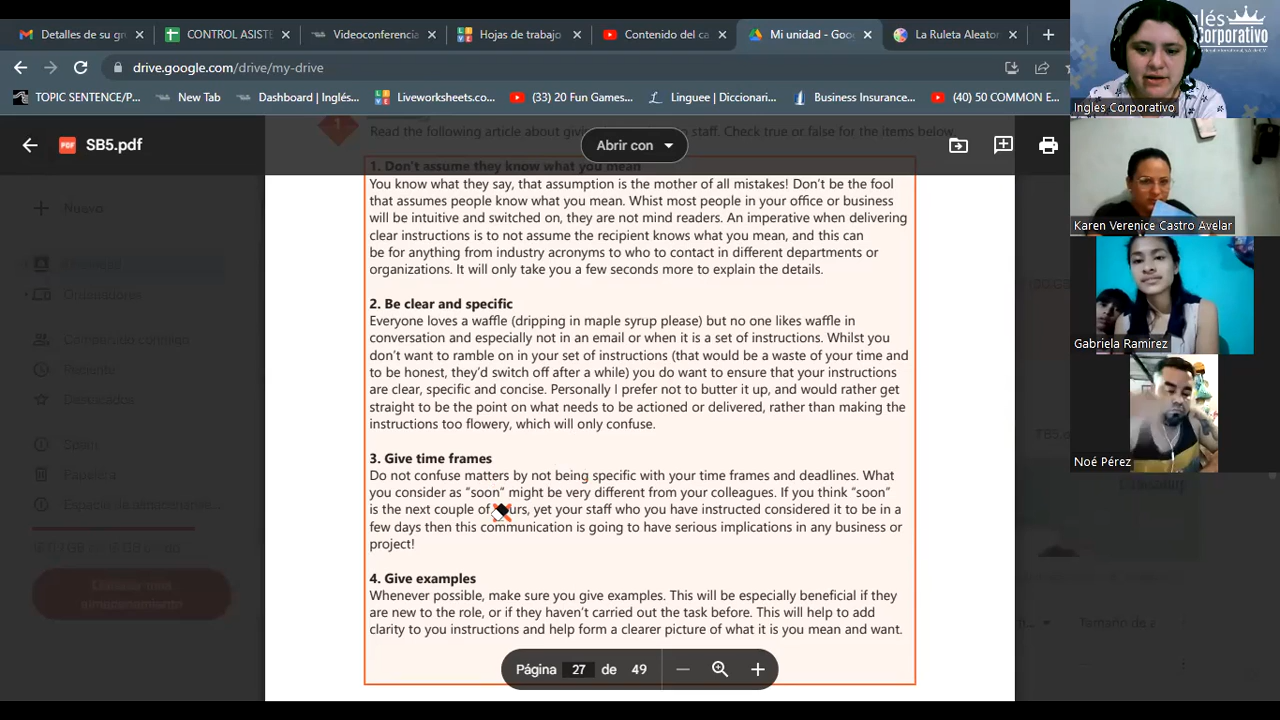 Detalles de su gn
CONTROL ASISTE
Videoconferencia
Hojas de trabajo
Contenido del ca
Mi unidad - Goo
La Ruleta Aleator
drive.google.com/drive/my-drive
TOPIC SENTENCE/P...
New Tab
Dashboard | Inglés...
Liveworksheets.co...
(33) 20 Fun Games...
Linguee | Diccionari...
Business Insurance...
(40) 50 COMMON E...
SB5.pdf
Abrir con
Nuevo
1
Read the following article about staff. Check true or false for the items below.
1. Don't assume they know what you mean
You know what they say, that assumption is the mother of all mistakes! Don't be the fool
that assumes people know what you mean. Whist most people in your office or business
will be intuitive and switched on, they are not mind readers. An imperative when delivering
clear instructions is to not assume the recipient knows what you mean, and this can
be for anything from industry acronyms to who to contact in different departments or
organizations. It will only take you a few seconds more to explain the details.
2. Be clear and specific
Everyone loves a waffle (dripping in maple syrup please) but no one likes waffle in
conversation and especially not in an email or when it is a set of instructions. Whilst you
don't want to ramble on in your set of instructions (that would be a waste of your time and
to be honest, they'd switch off after a while) you do want to ensure that your instructions
are clear, specific and concise. Personally I prefer not to butter it up, and would rather get
straight to be the point on what needs to be actioned or delivered, rather than making the
instructions too flowery, which will only confuse.
3. Give time frames
Do not confuse matters by not being specific with your time frames and deadlines. What
you consider as "soon" might be very different from your colleagues. If you think "soon"
is the next couple of urs, yet your staff who you have instructed considered it to be in a
few days then this communication is going to have serious implications in any business or
project!
4. Give examples
Whenever possible, make sure you give examples. This will be especially beneficial if they
are new to the role, or if they haven't carried out the task before. This will help to add
clarity to you instructions and help form a clearer picture of what it is you mean and want.
Página 27 de 49
Tamaño de a
glés
Corporativo
Ingles Corporativo
Karen Verenice Castro Avelar
Gabriela Ramirez
Noé Pérez